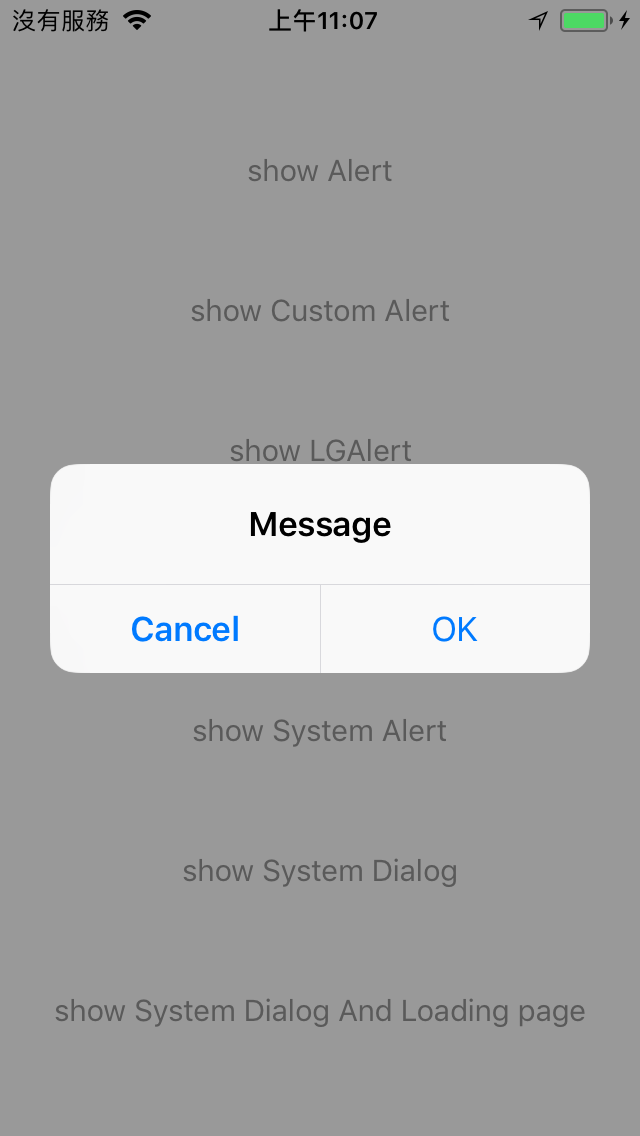 沒有服務 上午11:07
show Alert
show Custom Alert
show LGAlert
Message
Cancel OK
show System Alert
show System Dialog
show System Dialog And Loading page